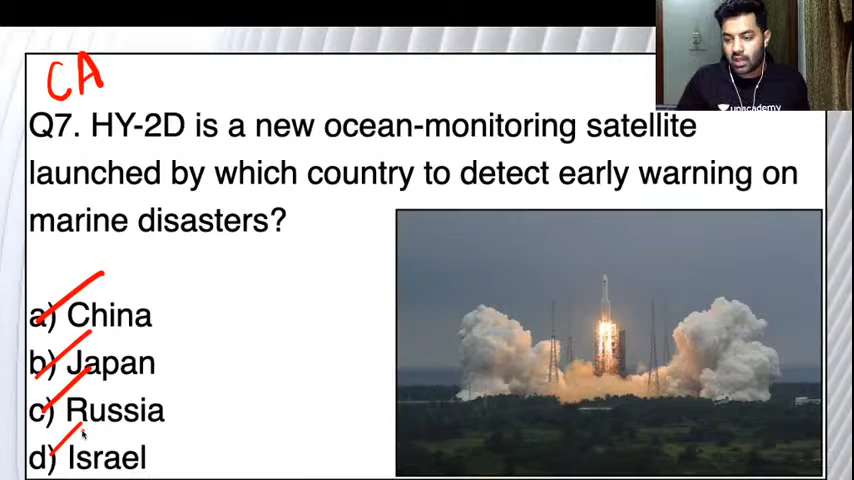 CA
unacademy
Q7. HY-2D is a new ocean-monitoring satellite
launched by which country to detect early warning on
marine disasters?
a) China
b) Japan
c) Russia
d) Israel